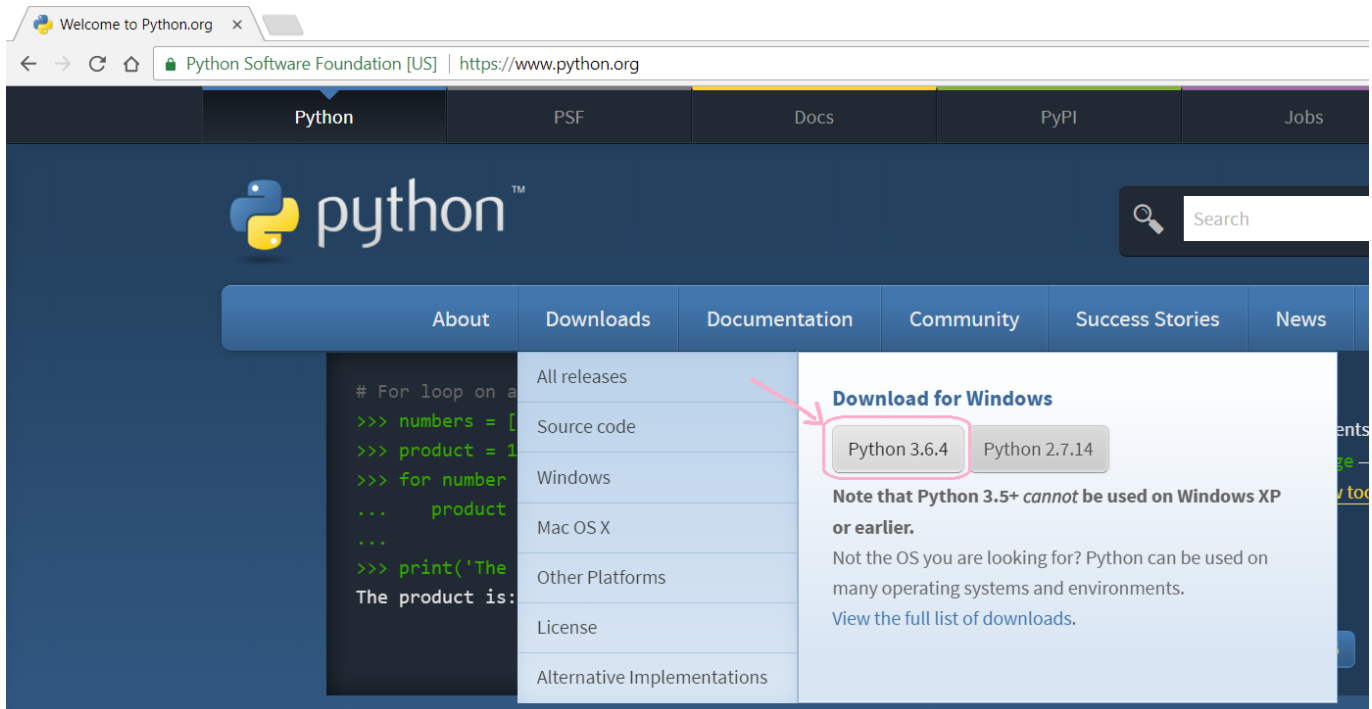 Welcome to Python.org
Python Software Foundation [US] | https://www.python.org
Python PSF Docs PyPI Jobs
python™
Search
About Downloads Documentation Community Success Stories News
All releases
Source code
Windows
Mac OS X
Other Platforms
License
Alternative Implementations
# For loop on a
>>> numbers = [
>>> product = 1
>>> for number
... product
...
>>> print('The
The product is:
Download for Windows
Python 3.6.4 Python 2.7.14
Note that Python 3.5+ cannot be used on Windows XP
or earlier.
Not the OS you are looking for? Python can be used on
many operating systems and environments.
View the full list of downloads.
ents
ge —